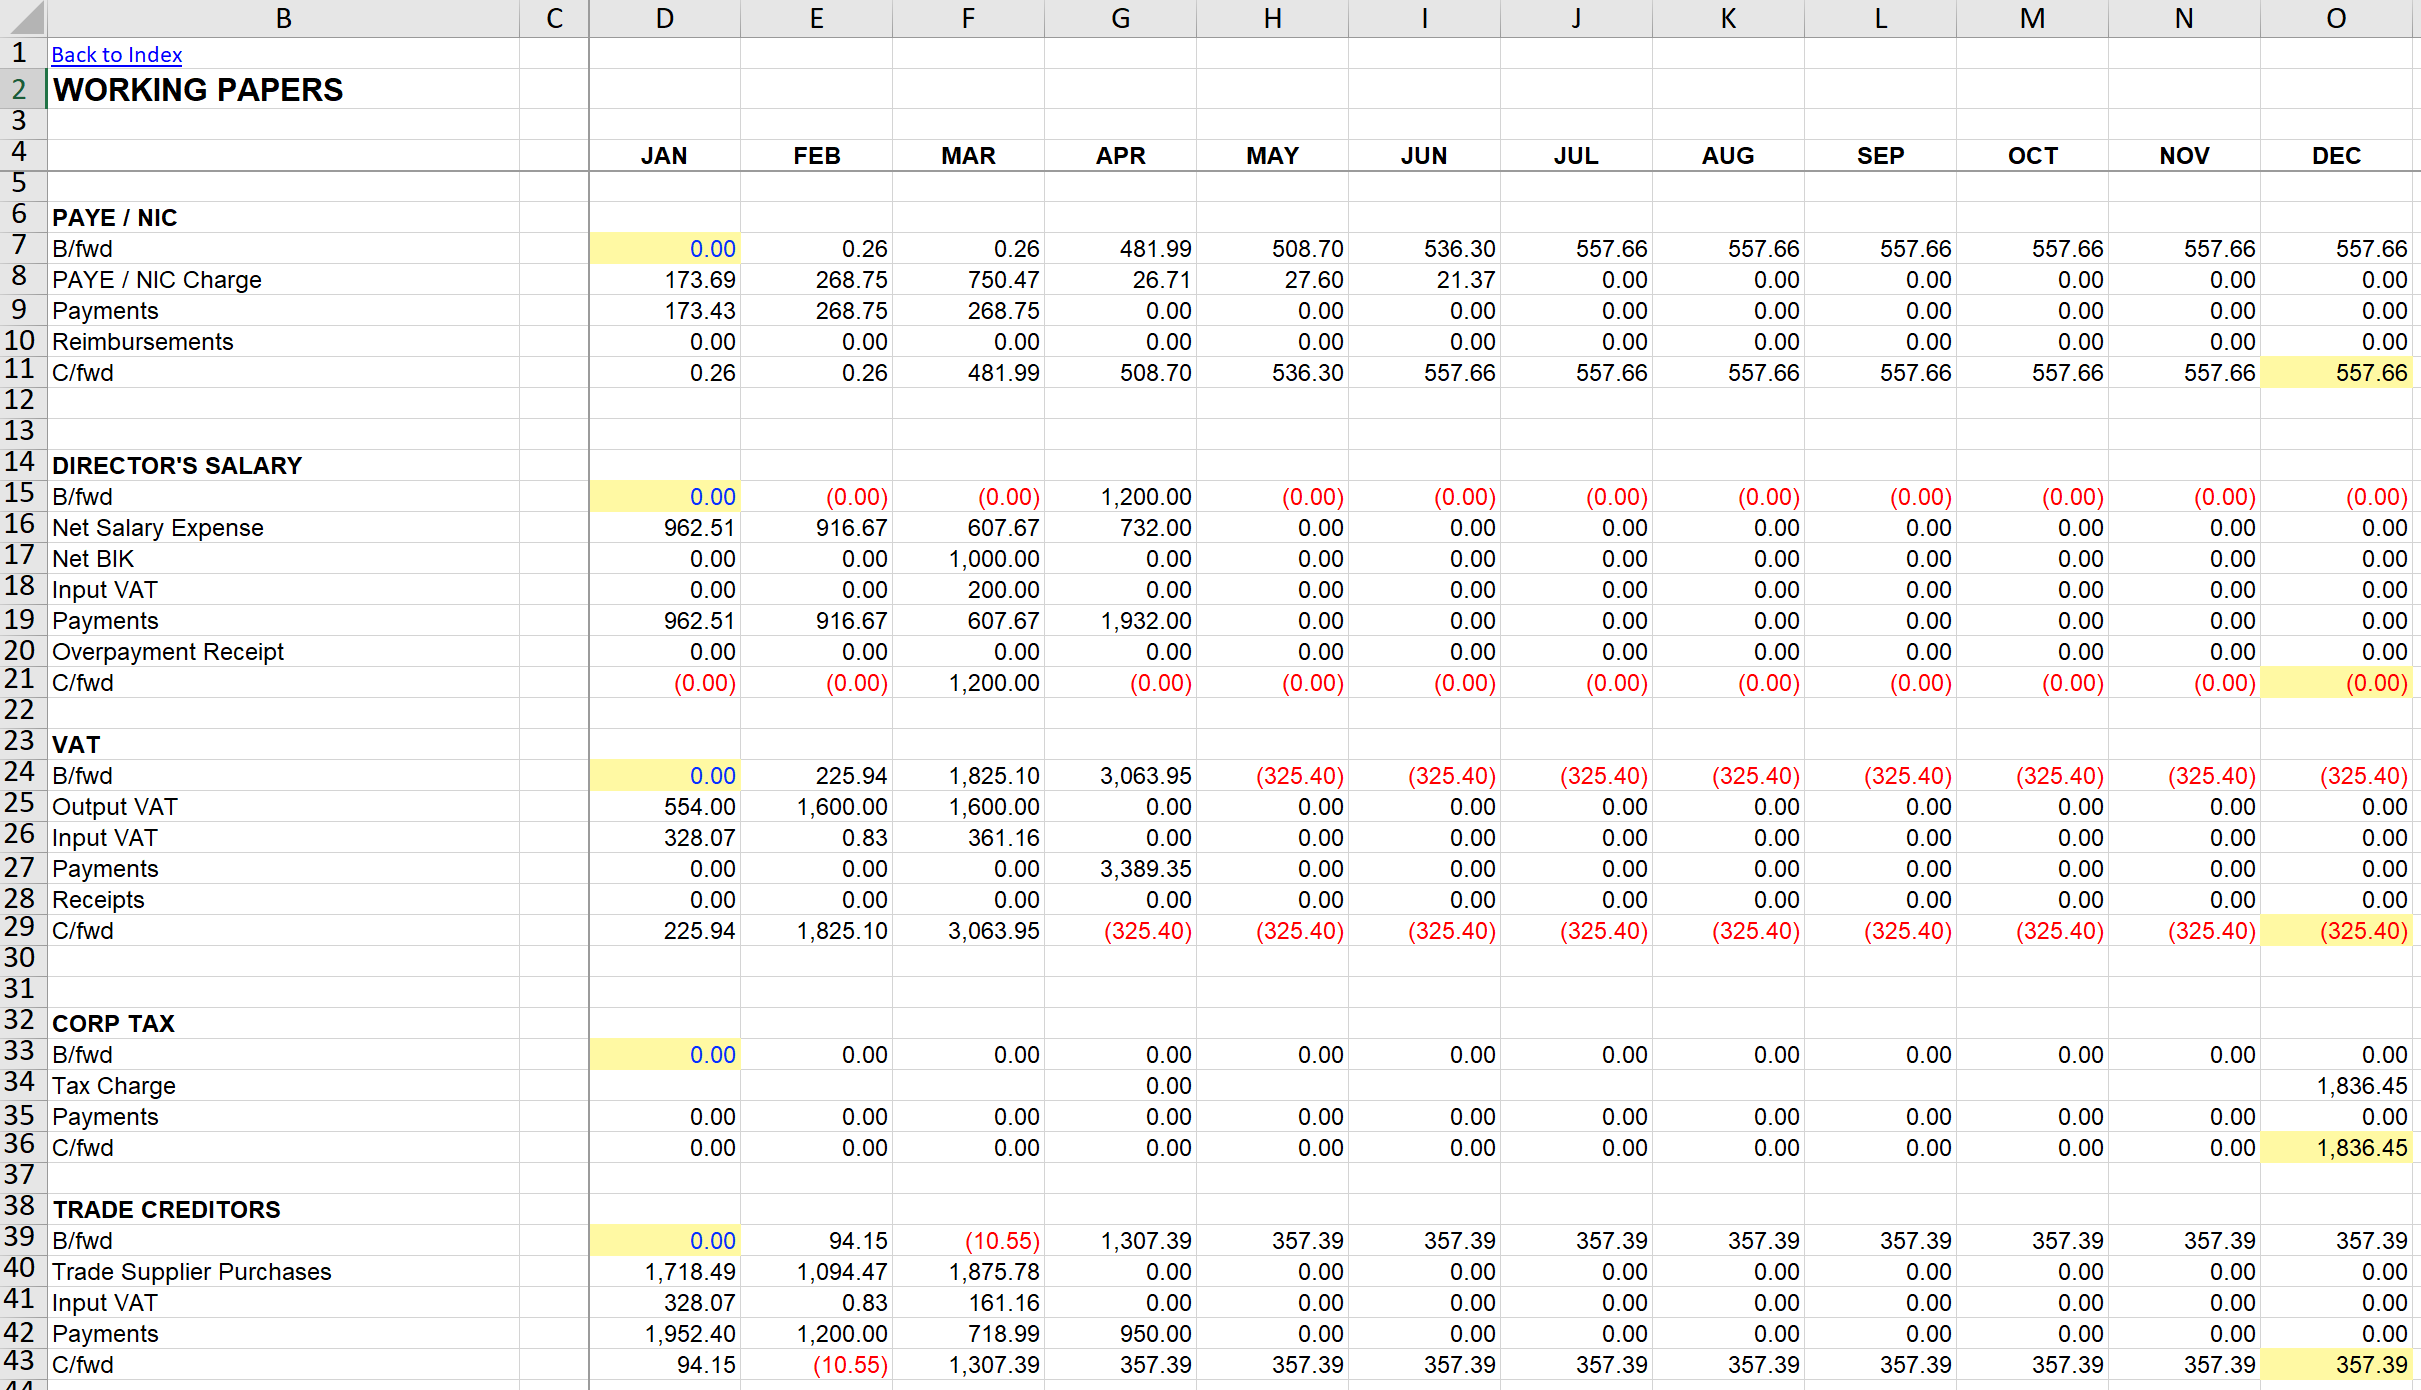 B C D E F G H I J K L M N O
1 Back to Index
2 WORKING PAPERS
3
4 JAN FEB MAR APR MAY JUN JUL AUG SEP OCT NOV DEC
5
6 PAYE / NIC
7 B/fwd 0.00 0.26 0.26 481.99 508.70 536.30 557.66 557.66 557.66 557.66 557.66 557.66
8 PAYE / NIC Charge 173.69 268.75 750.47 26.71 27.60 21.37 0.00 0.00 0.00 0.00 0.00 0.00
9 Payments 173.43 268.75 268.75 0.00 0.00 0.00 0.00 0.00 0.00 0.00 0.00 0.00
10 Reimbursements 0.00 0.00 0.00 0.00 0.00 0.00 0.00 0.00 0.00 0.00 0.00 0.00
11 C/fwd 0.26 0.26 481.99 508.70 536.30 557.66 557.66 557.66 557.66 557.66 557.66 557.66
12
13
14 DIRECTOR'S SALARY
15 B/fwd 0.00 (0.00) (0.00) 1,200.00 (0.00) (0.00) (0.00) (0.00) (0.00) (0.00) (0.00) (0.00)
16 Net Salary Expense 962.51 916.67 607.67 732.00 0.00 0.00 0.00 0.00 0.00 0.00 0.00 0.00
17 Net BIK 0.00 0.00 1,000.00 0.00 0.00 0.00 0.00 0.00 0.00 0.00 0.00 0.00
18 Input VAT 0.00 0.00 200.00 0.00 0.00 0.00 0.00 0.00 0.00 0.00 0.00 0.00
19 Payments 962.51 916.67 607.67 1,932.00 0.00 0.00 0.00 0.00 0.00 0.00 0.00 0.00
20 Overpayment Receipt 0.00 0.00 0.00 0.00 0.00 0.00 0.00 0.00 0.00 0.00 0.00 0.00
21 C/fwd (0.00) (0.00) 1,200.00 (0.00) (0.00) (0.00) (0.00) (0.00) (0.00) (0.00) (0.00) (0.00)
22
23 VAT
24 B/fwd 0.00 225.94 1,825.10 3,063.95 (325.40) (325.40) (325.40) (325.40) (325.40) (325.40) (325.40) (325.40)
25 Output VAT 554.00 1,600.00 1,600.00 0.00 0.00 0.00 0.00 0.00 0.00 0.00 0.00 0.00
26 Input VAT 328.07 0.83 361.16 0.00 0.00 0.00 0.00 0.00 0.00 0.00 0.00 0.00
27 Payments 0.00 0.00 0.00 3,389.35 0.00 0.00 0.00 0.00 0.00 0.00 0.00 0.00
28 Receipts 0.00 0.00 0.00 0.00 0.00 0.00 0.00 0.00 0.00 0.00 0.00 0.00
29 C/fwd 225.94 1,825.10 3,063.95 (325.40) (325.40) (325.40) (325.40) (325.40) (325.40) (325.40) (325.40) (325.40)
30
31
32 CORP TAX
33 B/fwd 0.00 0.00 0.00 0.00 0.00 0.00 0.00 0.00 0.00 0.00 0.00 0.00
34 Tax Charge 0.00 1,836.45
35 Payments 0.00 0.00 0.00 0.00 0.00 0.00 0.00 0.00 0.00 0.00 0.00 0.00
36 C/fwd 0.00 0.00 0.00 0.00 0.00 0.00 0.00 0.00 0.00 0.00 0.00 1,836.45
37
38 TRADE CREDITORS
39 B/fwd 0.00 94.15 (10.55) 1,307.39 357.39 357.39 357.39 357.39 357.39 357.39 357.39 357.39
40 Trade Supplier Purchases 1,718.49 1,094.47 1,875.78 0.00 0.00 0.00 0.00 0.00 0.00 0.00 0.00 0.00
41 Input VAT 328.07 0.83 161.16 0.00 0.00 0.00 0.00 0.00 0.00 0.00 0.00 0.00
42 Payments 1,952.40 1,200.00 718.99 950.00 0.00 0.00 0.00 0.00 0.00 0.00 0.00 0.00
43 C/fwd 94.15 (10.55) 1,307.39 357.39 357.39 357.39 357.39 357.39 357.39 357.39 357.39 357.39
44